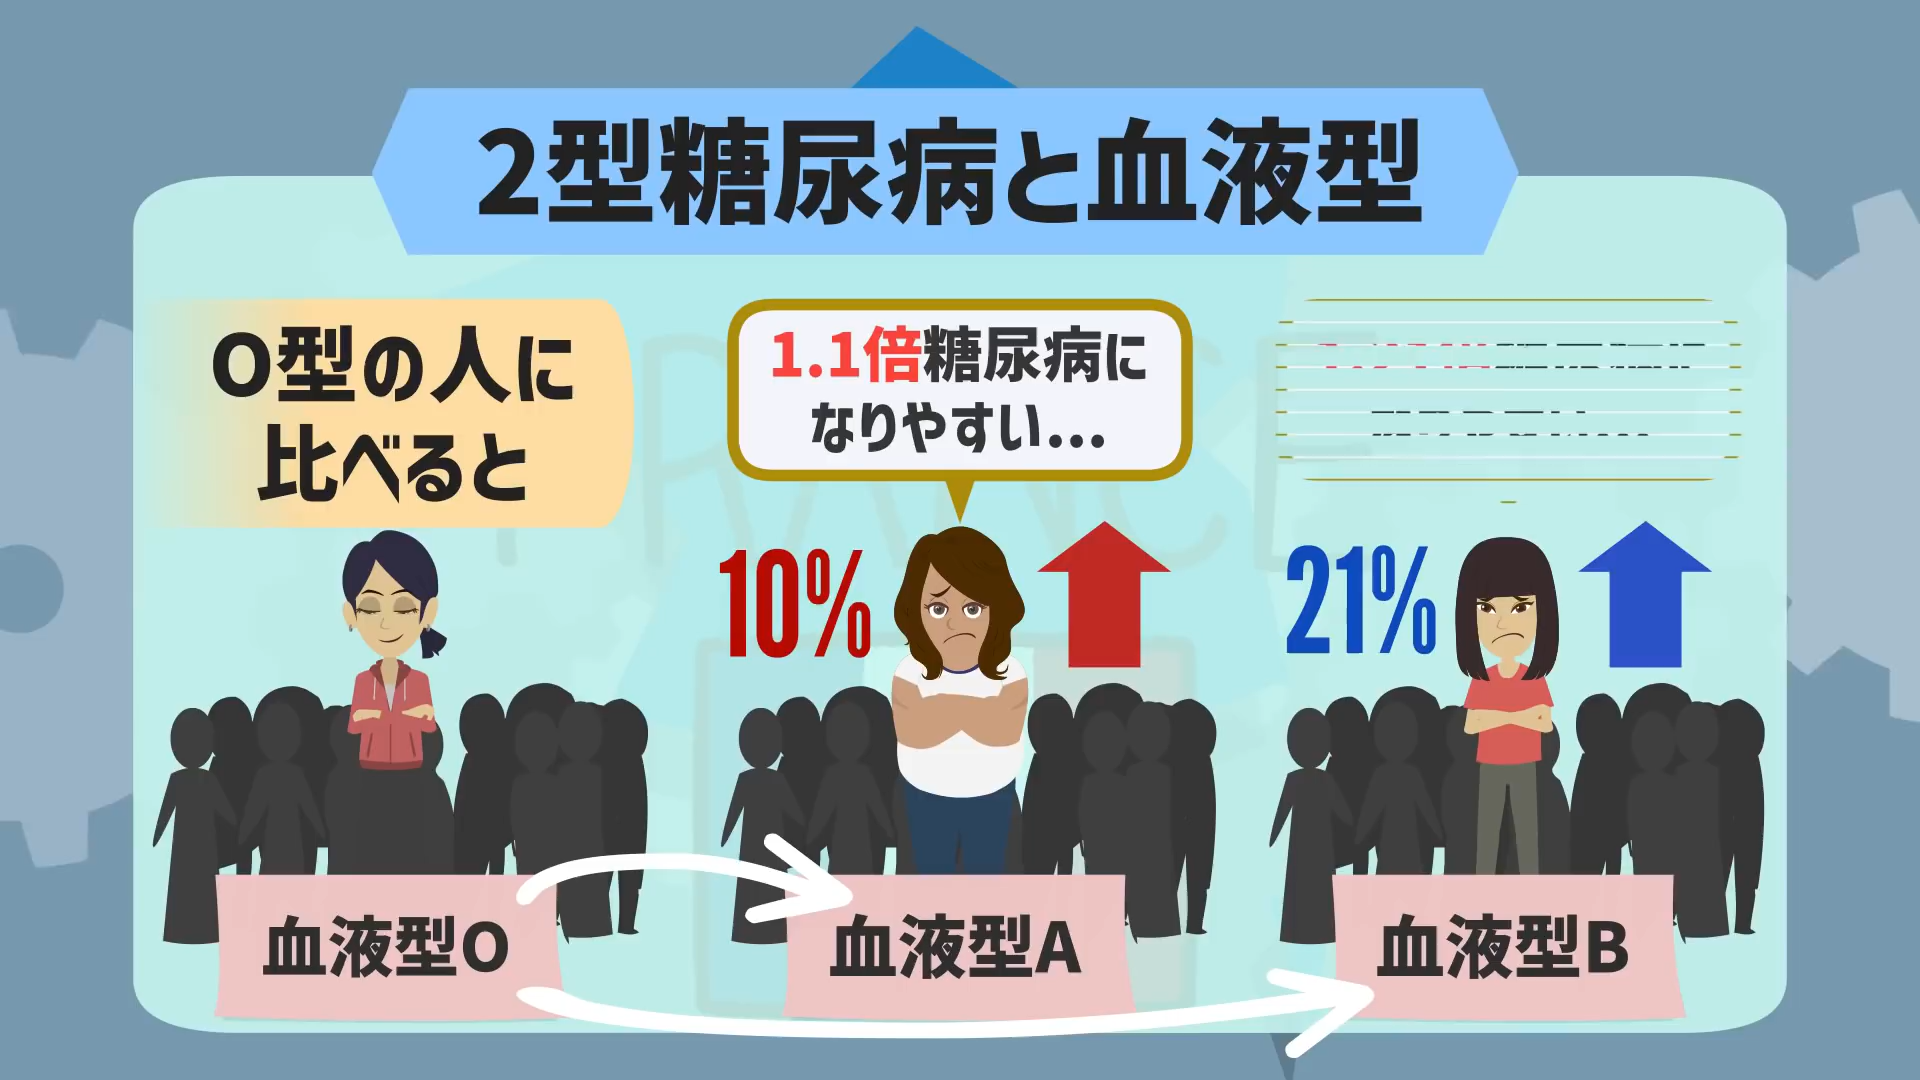 2型糖尿病と血液型
O型の人に
比べると
1.1倍糖尿病に
なりやすい...
10%
21%
血液型O
血液型A
血液型B